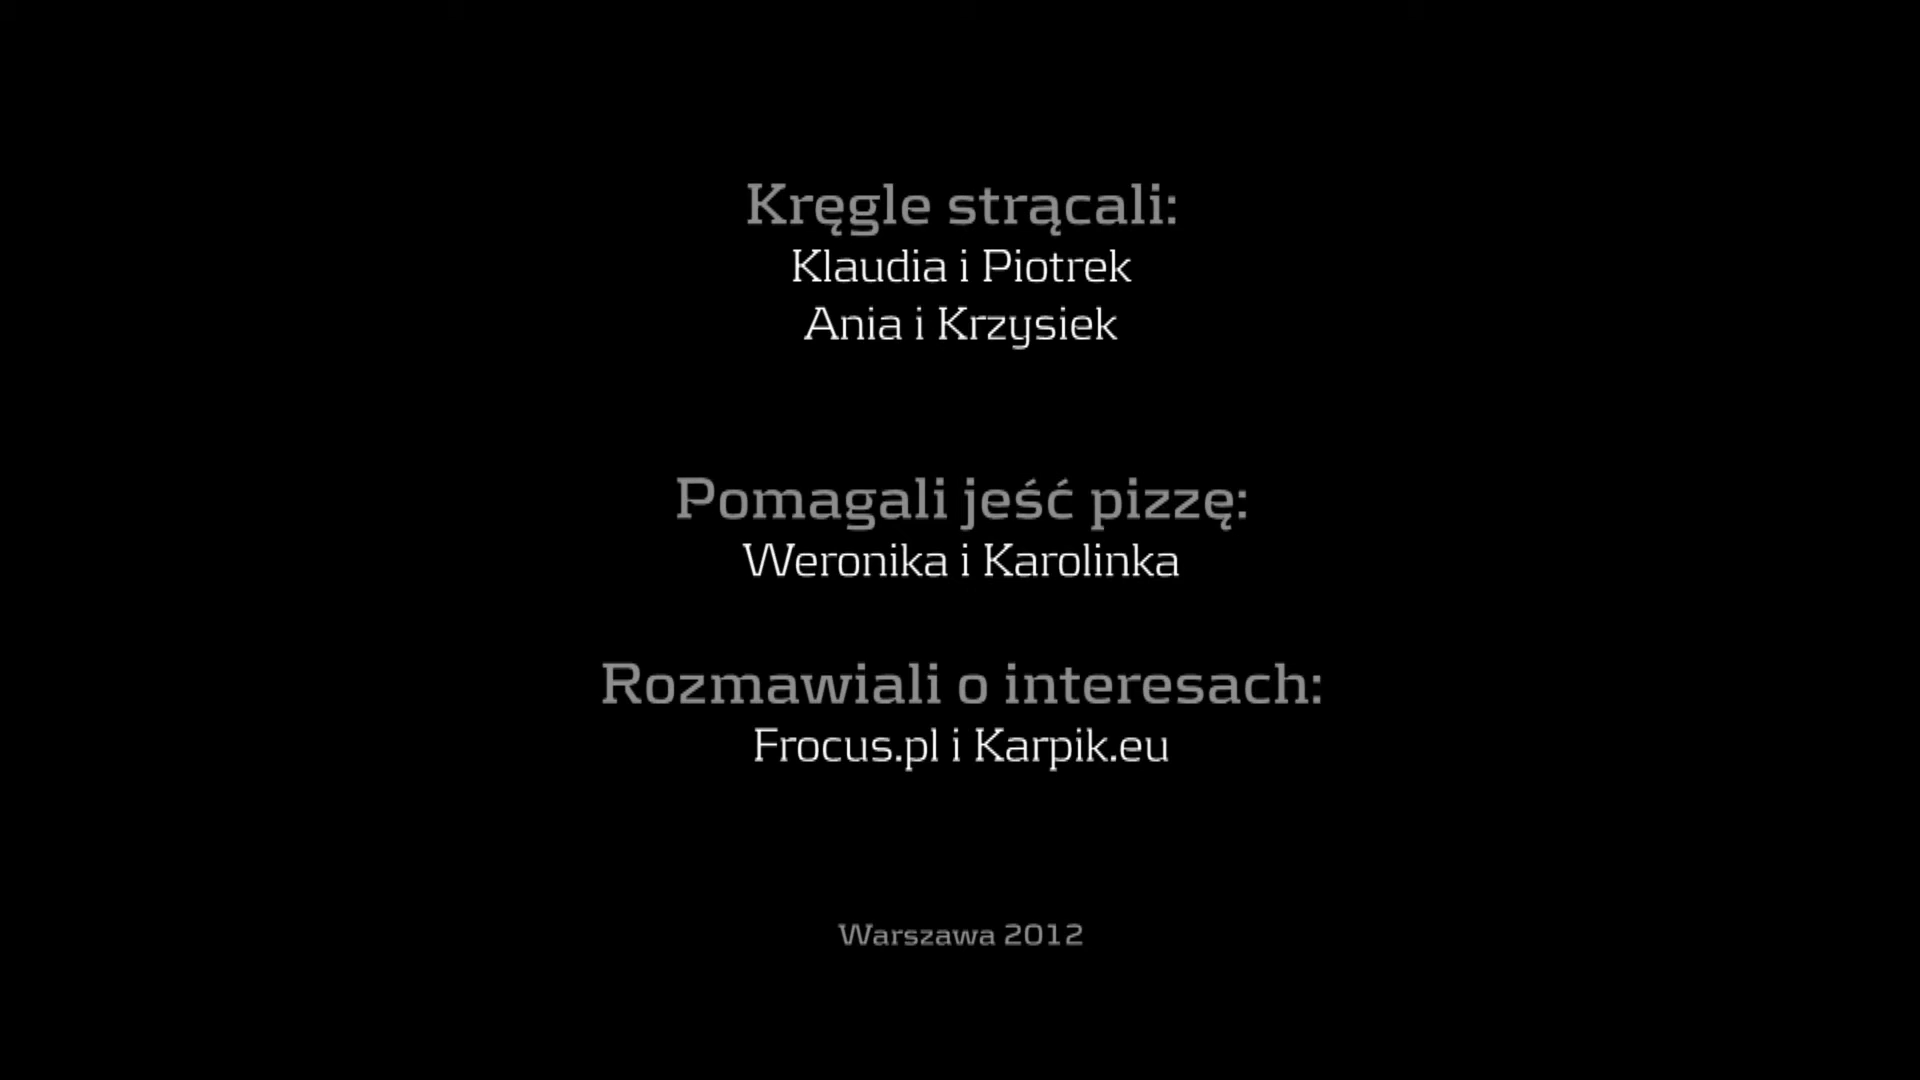 Kręgle strącali:
Klaudia i Piotrek
Ania i Krzysiek
Pomagali jeść pizzę:
Weronika i Karolinka
Rozmawiali o interesach:
Frocus.pl i Karpik.eu
Warszawa 2012